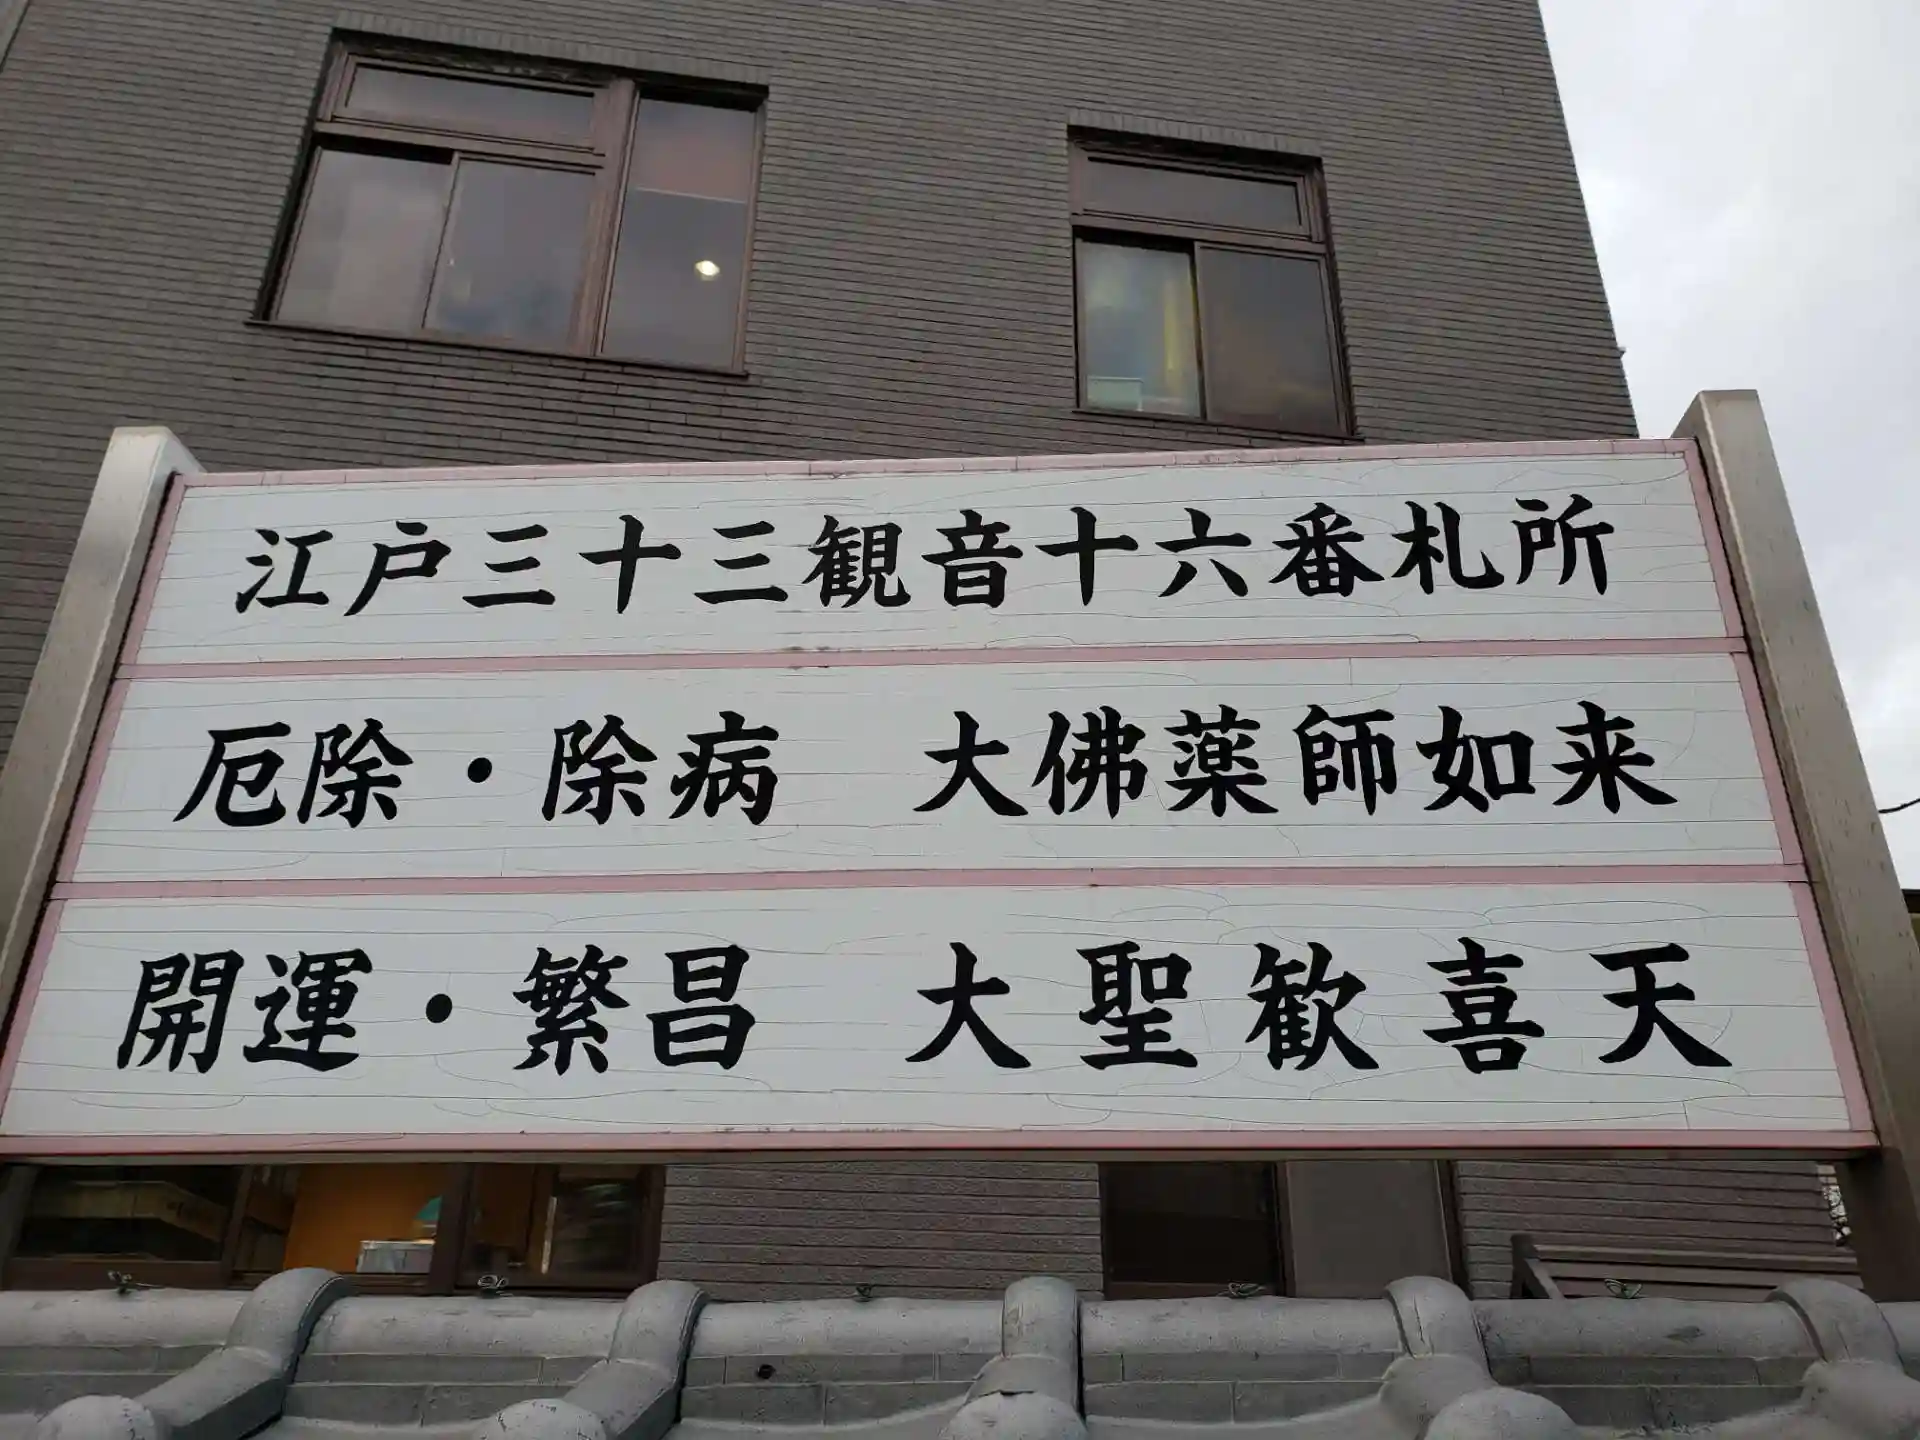 江戸三十三観音十六番札所
厄除・除病　大佛薬師如来
開運・繁昌　大聖歓喜天